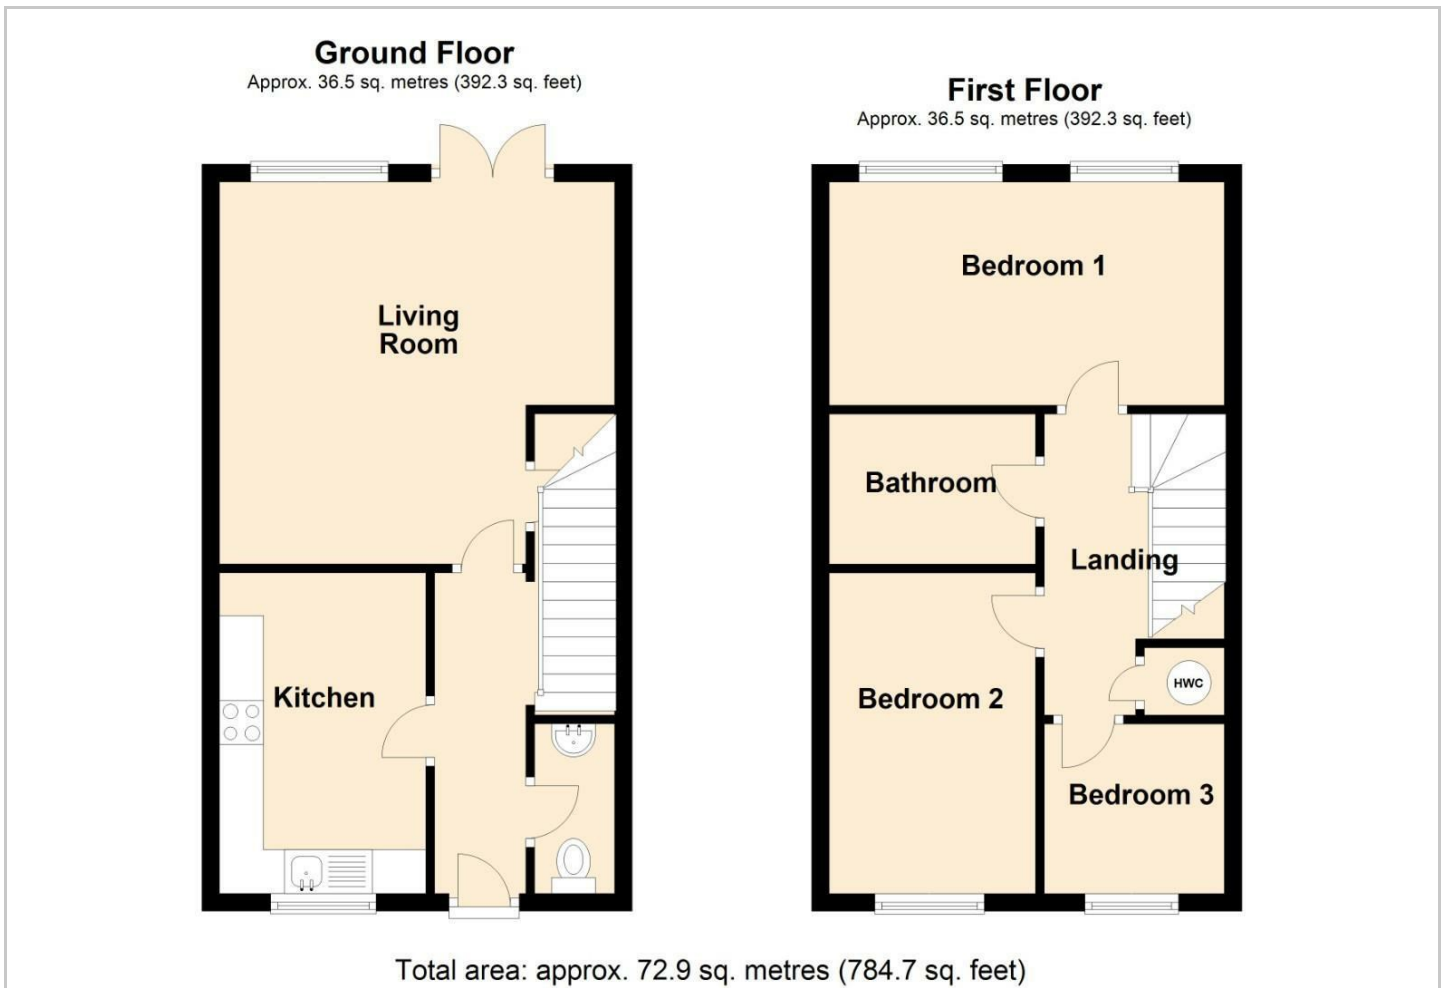 Ground Floor
Approx. 36.5 sq. metres (392.3 sq. feet)
Living
Room
Kitchen
First Floor
Approx. 36.5 sq. metres (392.3 sq. feet)
Bedroom 1
Bathroom
Landing
HWC
Bedroom 2
Bedroom 3
Total area: approx. 72.9 sq. metres (784.7 sq. feet)